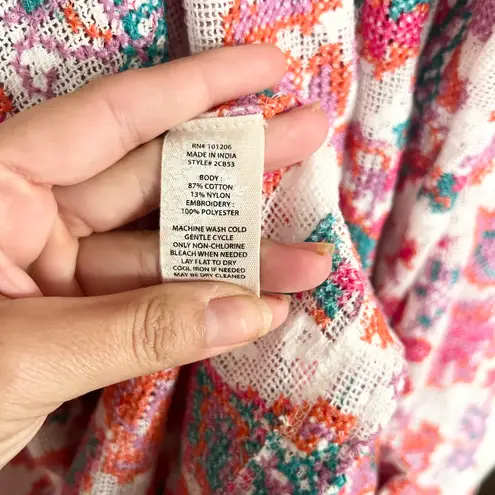 RN# 101206
MADE IN INDIA
STYLE# 2CB53
BODY :
87% COTTON
13% NYLON
EMBROIDERY :
100% POLYESTER
MACHINE WASH COLD
GENTLE CYCLE
ONLY NON-CHLORINE
BLEACH WHEN NEEDED
LAY FLAT TO DRY
COOL IRON IF NEEDED
MAY BE DRY CLEANED